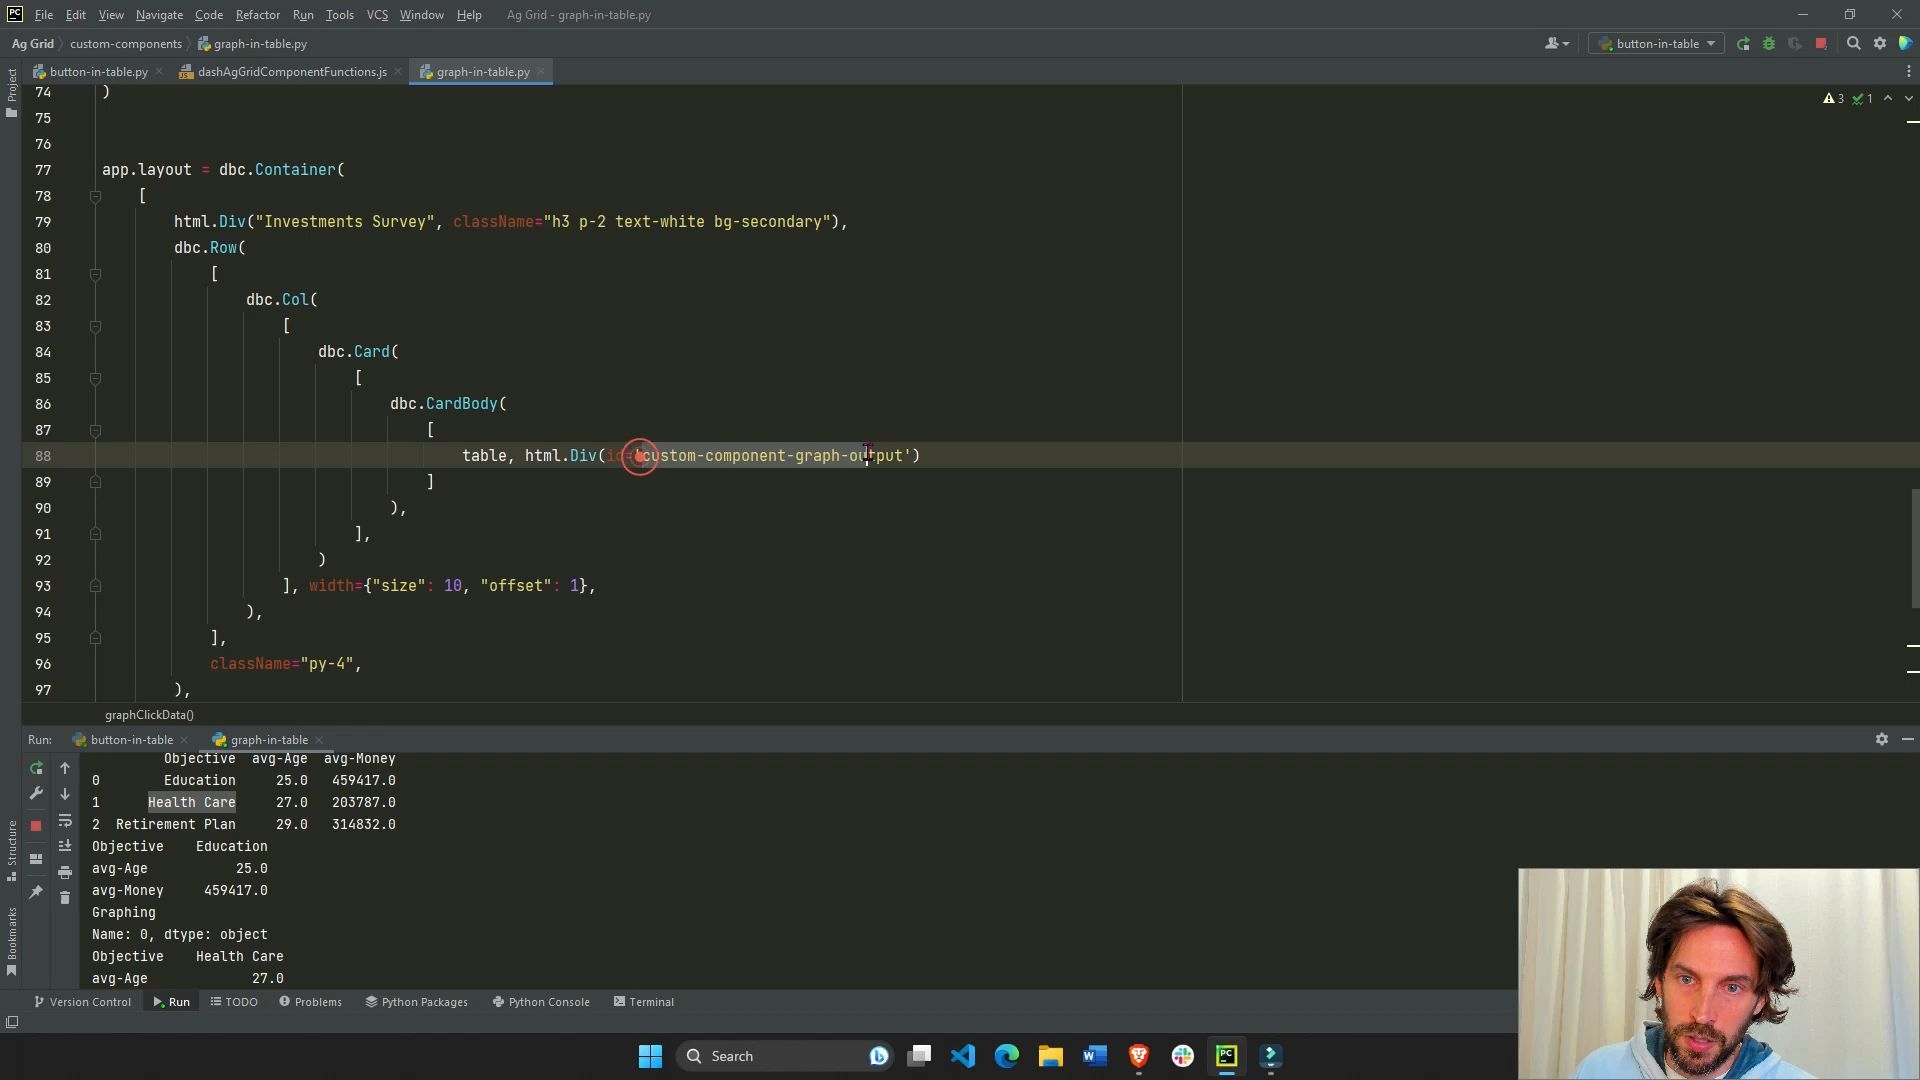 PC File Edit View Navigate Code Refactor Run Tools VCS Window Help Ag Grid - graph-in-table.py
Ag Grid custom-components graph-in-table.py button-in-table
button-in-table.py dashAgGridComponentFunctions.js graph-in-table.py
Project
3 1
74 )
75
76
77 app.layout = dbc.Container(
78 [
79 html.Div("Investments Survey", className="h3 p-2 text-white bg-secondary"),
80 dbc.Row(
81 [
82 dbc.Col(
83 [
84 dbc.Card(
85 [
86 dbc.CardBody(
87 [
88 table, html.Div(id='custom-component-graph-output')
89 ]
90 ),
91 ],
92 )
93 ], width={"size": 10, "offset": 1},
94 ),
95 ],
96 className="py-4",
97 ),
graphClickData()
Run: button-in-table graph-in-table
Objective avg-Age avg-Money
0 Education 25.0 459417.0
1 Health Care 27.0 203787.0
2 Retirement Plan 29.0 314832.0
Objective Education
avg-Age 25.0
avg-Money 459417.0
Graphing
Name: 0, dtype: object
Objective Health Care
avg-Age 27.0
Structure
Bookmarks
Version Control Run TODO Problems Python Packages Python Console Terminal
Search